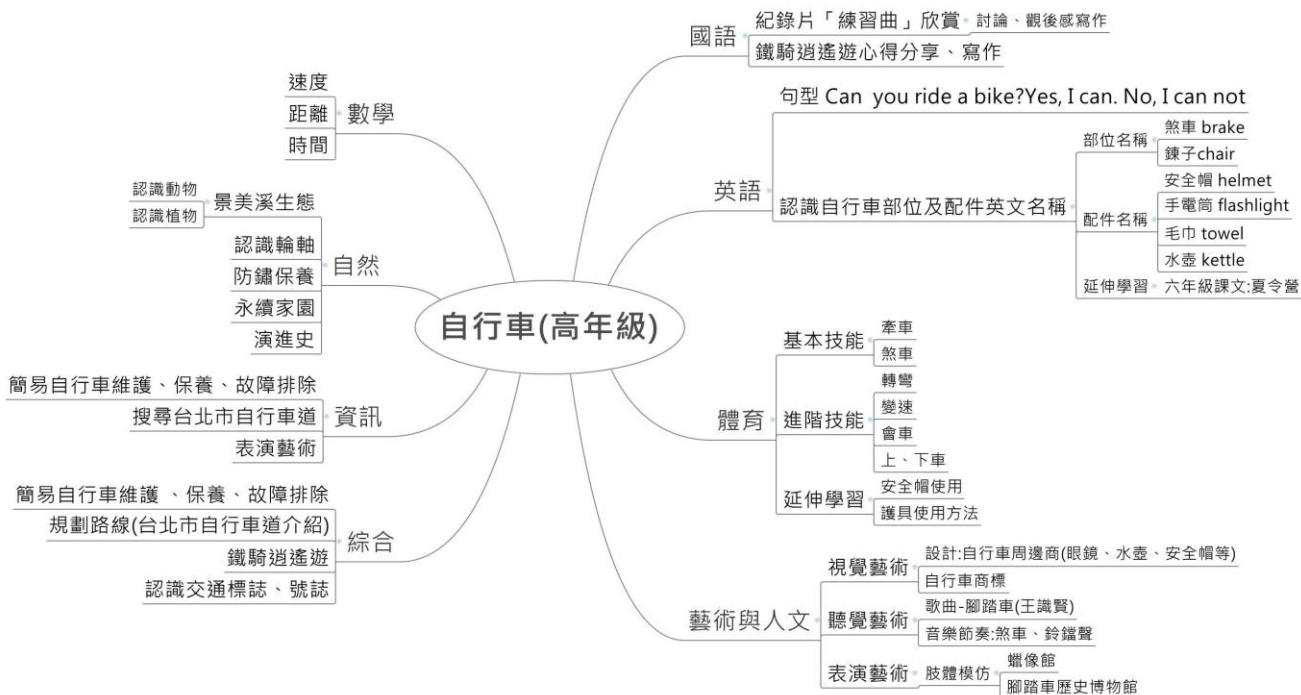 自行車(高年級)
國語
紀錄片「練習曲」欣賞
討論、觀後感寫作
鐵騎逍遙遊心得分享、寫作
英語
句型 Can you ride a bike?Yes, I can. No, I can not
認識自行車部位及配件英文名稱
部位名稱
煞車 brake
鍊子chair
配件名稱
安全帽 helmet
手電筒 flashlight
毛巾 towel
水壺 kettle
延伸學習
六年級課文:夏令營
體育
基本技能
牽車
煞車
進階技能
轉彎
變速
會車
上、下車
延伸學習
安全帽使用
護具使用方法
藝術與人文
視覺藝術
設計:自行車周邊商(眼鏡、水壺、安全帽等)
自行車商標
聽覺藝術
歌曲-腳踏車(王識賢)
音樂節奏:煞車、鈴鐺聲
表演藝術
肢體模仿
蠟像館
腳踏車歷史博物館
數學
速度
距離
時間
自然
景美溪生態
認識動物
認識植物
認識輪軸
防鏽保養
永續家園
演進史
資訊
簡易自行車維護、保養、故障排除
搜尋台北市自行車道
表演藝術
綜合
簡易自行車維護 、保養、故障排除
規劃路線(台北市自行車道介紹)
鐵騎逍遙遊
認識交通標誌、號誌